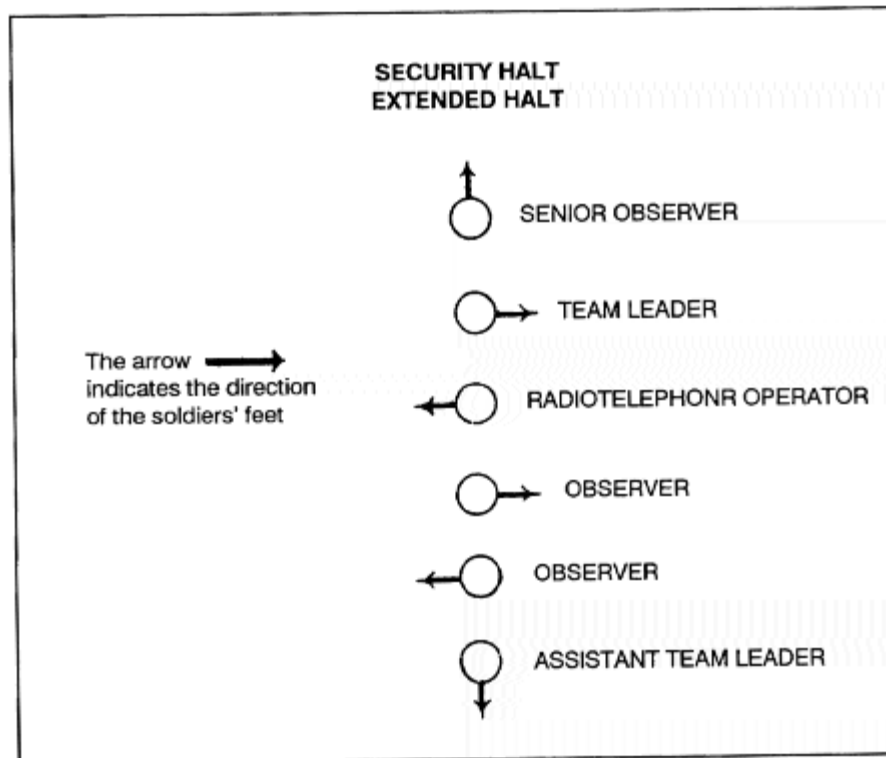 SECURITY HALT
EXTENDED HALT
SENIOR OBSERVER
TEAM LEADER
The arrow
indicates the direction
of the soldiers' feet
RADIOTELEPHONR OPERATOR
OBSERVER
OBSERVER
ASSISTANT TEAM LEADER